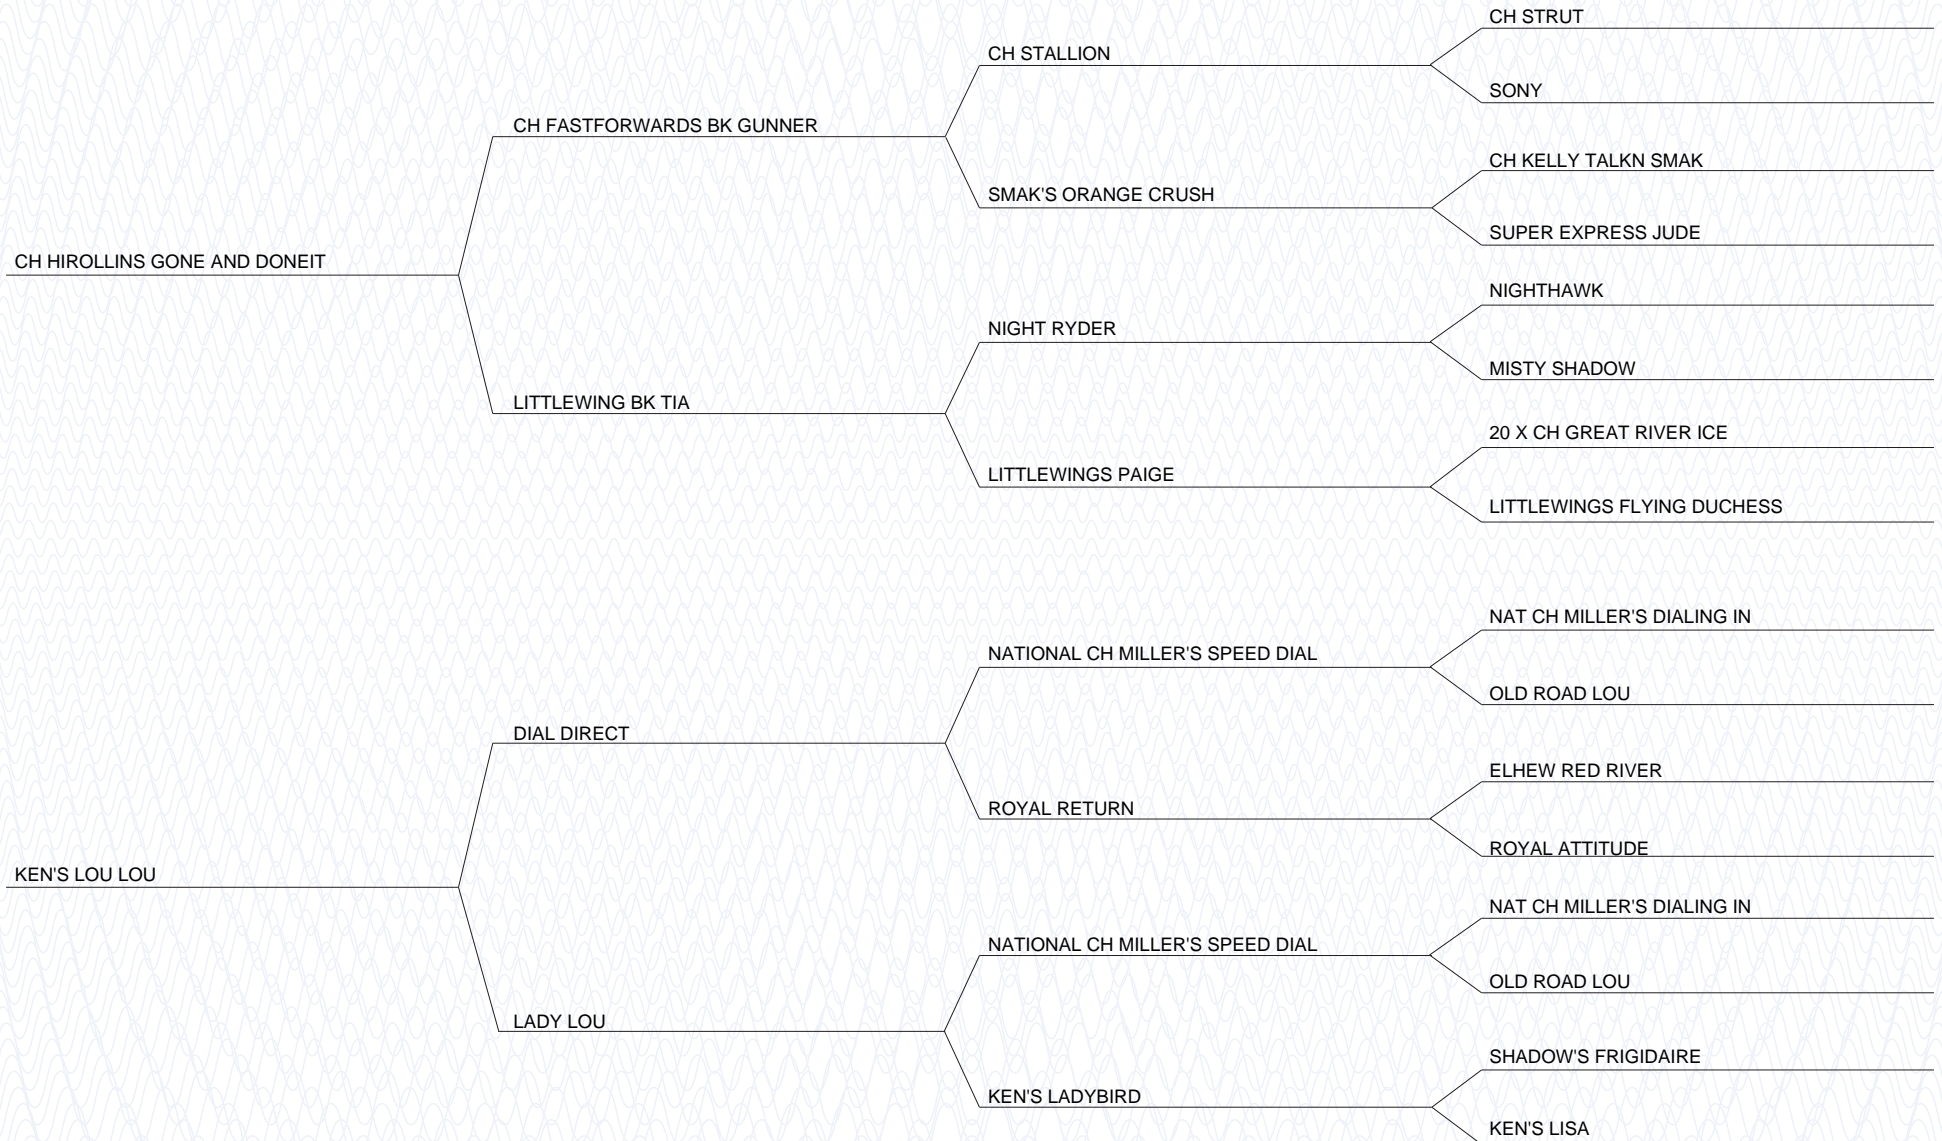 CH STRUT
CH STALLION
SONY
CH FASTFORWARDS BK GUNNER
CH KELLY TALKN SMAK
SMAK'S ORANGE CRUSH
SUPER EXPRESS JUDE
CH HIROLLINS GONE AND DONEIT
NIGHTHAWK
NIGHT RYDER
MISTY SHADOW
LITTLEWING BK TIA
20 X CH GREAT RIVER ICE
LITTLEWINGS PAIGE
LITTLEWINGS FLYING DUCHESS
NAT CH MILLER'S DIALING IN
NATIONAL CH MILLER'S SPEED DIAL
OLD ROAD LOU
DIAL DIRECT
ELHEW RED RIVER
ROYAL RETURN
ROYAL ATTITUDE
KEN'S LOU LOU
NAT CH MILLER'S DIALING IN
NATIONAL CH MILLER'S SPEED DIAL
OLD ROAD LOU
LADY LOU
SHADOW'S FRIGIDAIRE
KEN'S LADYBIRD
KEN'S LISA